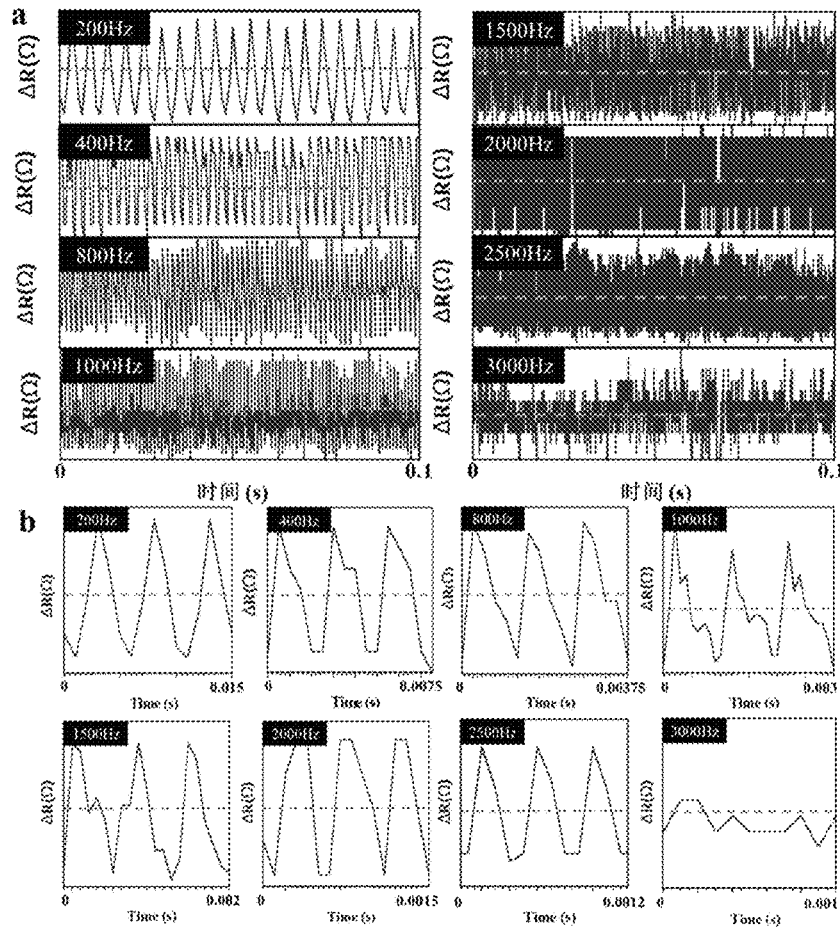 a
200Hz
ΔR(Ω)
400Hz
ΔR(Ω)
800Hz
ΔR(Ω)
1000Hz
ΔR(Ω)
0 0.1
时间 (s)
1500Hz
ΔR(Ω)
2000Hz
ΔR(Ω)
2500Hz
ΔR(Ω)
3000Hz
ΔR(Ω)
0 0.1
时间 (s)
b
200Hz
ΔR(Ω)
0 0.015
Time (s)
400Hz
ΔR(Ω)
0 0.0075
Time (s)
800Hz
ΔR(Ω)
0 0.00375
Time (s)
1000Hz
ΔR(Ω)
0 0.003
Time (s)
1500Hz
ΔR(Ω)
0 0.002
Time (s)
2000Hz
ΔR(Ω)
0 0.0015
Time (s)
2500Hz
ΔR(Ω)
0 0.0012
Time (s)
3000Hz
ΔR(Ω)
0 0.001
Time (s)